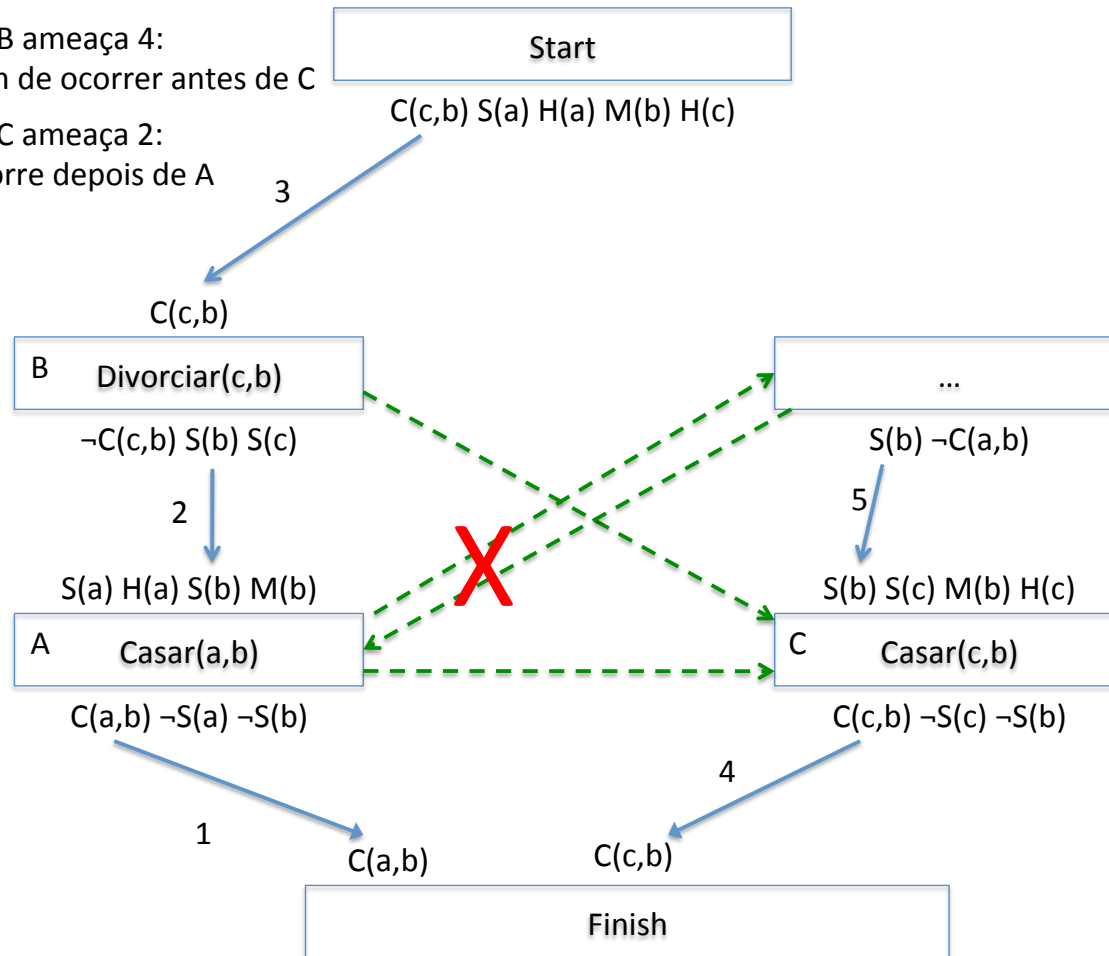 B ameaça 4:
Start
de ocorrer antes de C
C(c,b) S(a) H(a) M(b) H(c)
C ameaça 2:
depois de A
3
C(c,b)
B
Divorciar(c,b)
...
¬C(c,b) S(b) S(c)
S(b) ¬C(a,b)
2
5
X
S(a) H(a) S(b) M(b)
S(b) S(c) M(b) H(c)
A
Casar(a,b)
C
Casar(c,b)
C(a,b) ¬S(a) ¬S(b)
C(c,b) ¬S(c) ¬S(b)
4
1
C(a,b)
C(c,b)
Finish